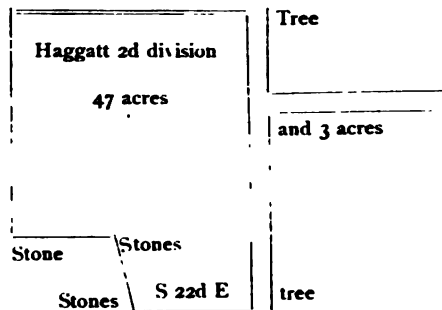 Tree
Haggatt 2d division
47 acres
and 3 acres
Stones
Stone
S 22d E
Stones
tree